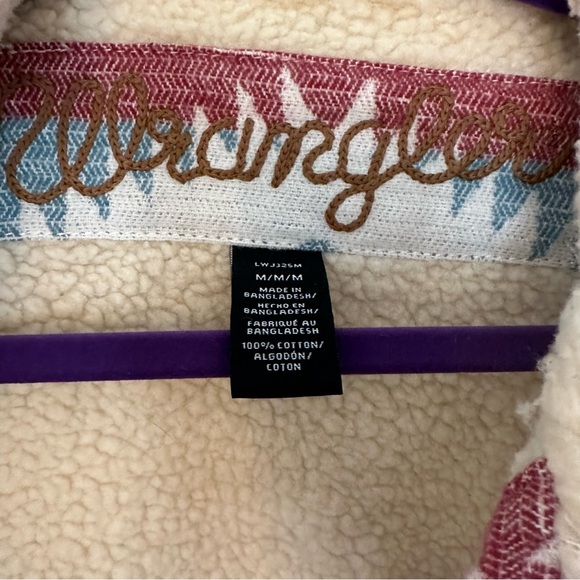 Wrangler
LWJ325M
M/M/M
MADE IN
BANGLADESH/
HECHO EN
BANGLADESH/
FABRIQUÉ AU
BANGLADESH
100% COTTON/
ALGODÓN/
COTON